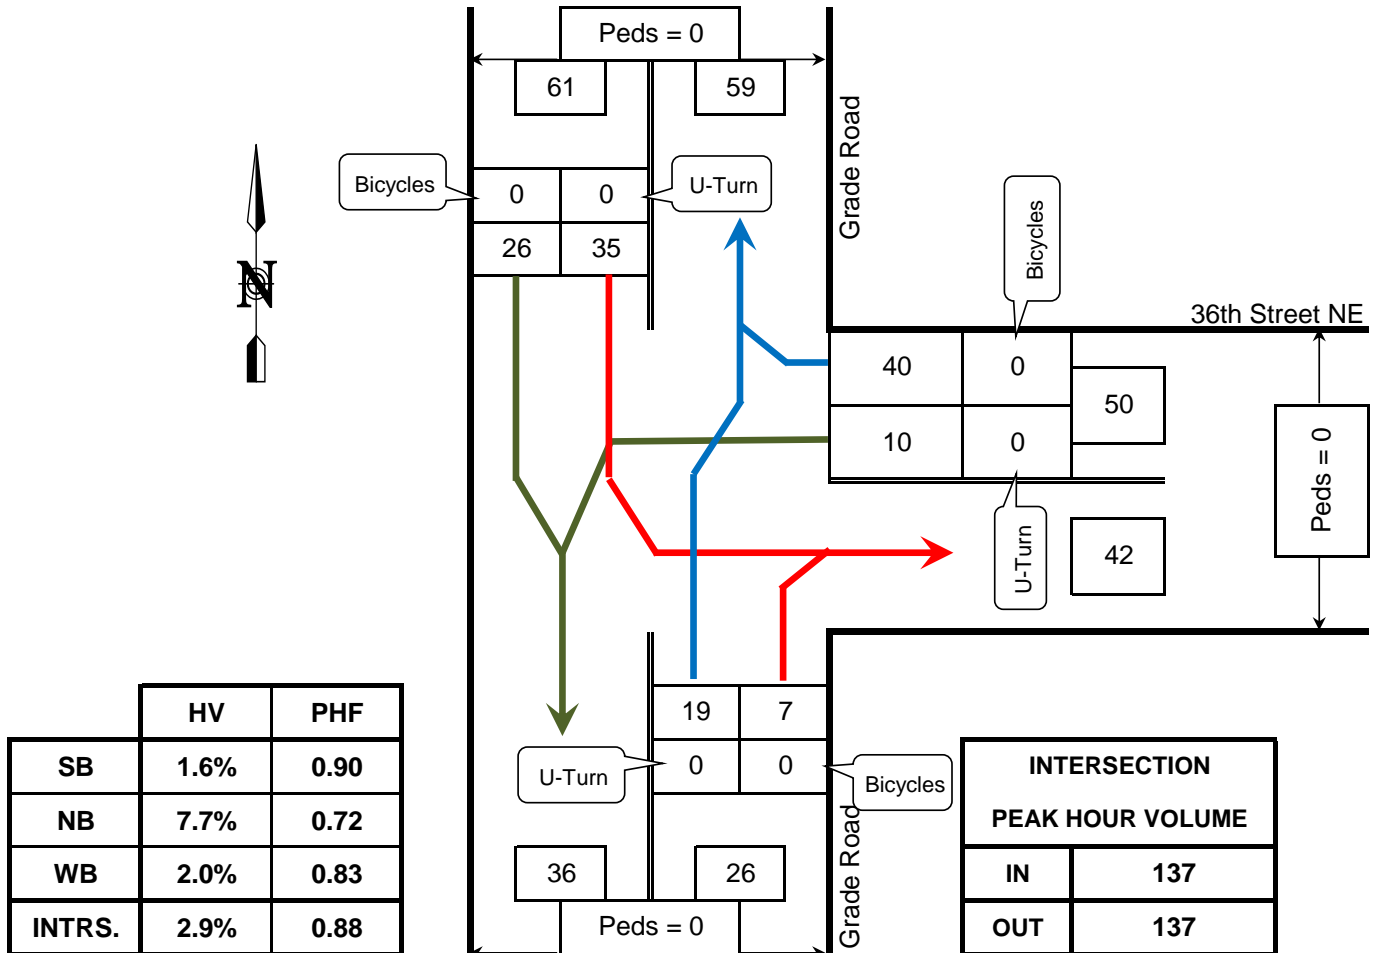 Peds = 0
61
59
Grade Road
Bicycles
0
0
U-Turn
26
35
N
Bicycles
36th Street NE
40
0
50
10
0
Peds = 0
U-Turn
42
19
7
U-Turn
0
0
Bicycles
Grade Road
36
26
Peds = 0
HV PHF
SB 1.6% 0.90
NB 7.7% 0.72
WB 2.0% 0.83
INTRS. 2.9% 0.88
INTERSECTION
PEAK HOUR VOLUME
IN 137
OUT 137